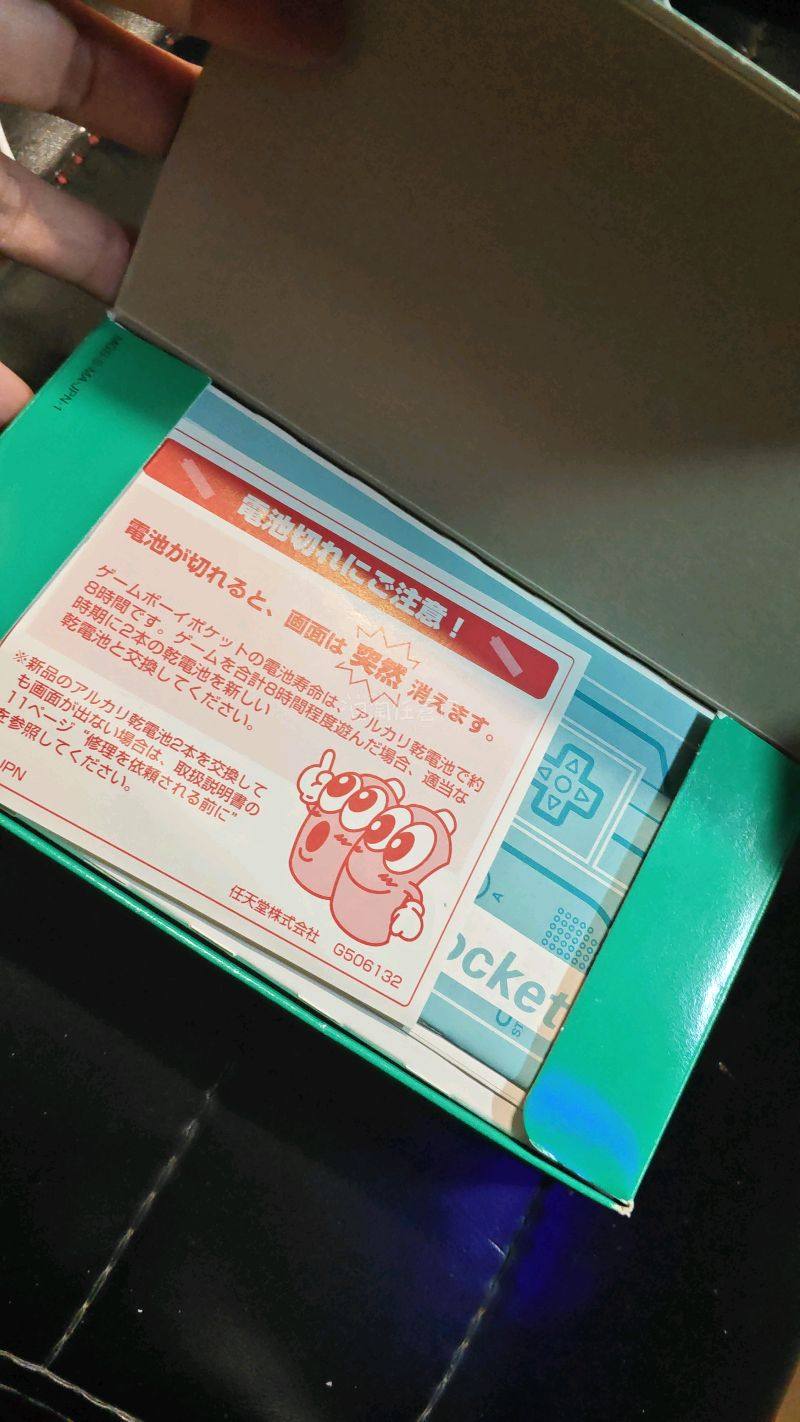 MGB-S-MA-JPN-1
電池切れにご注意！
電池が切れると、画面は突然消えます。
ゲームボーイポケットの電池寿命は、アルカリ乾電池で約
8時間です。ゲームを合計8時間程度遊んだ場合、適当な
時期に2本の乾電池を新しい
乾電池と交換してください。
※新品のアルカリ乾電池2本を交換して
も画面が出ない場合は、取扱説明書の
11ページ“修理を依頼される前に”
を参照してください。
JPN
任天堂株式会社 G506132
A
ocket
ST